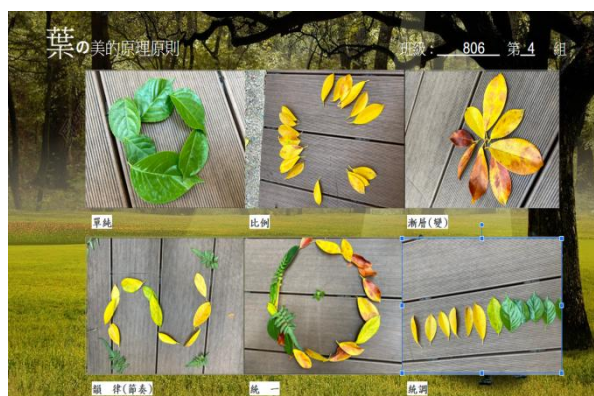 葉の美的原理原則
班級： 806 第 4 組
單純
比例
漸層(變)
韻 律(節奏)
統 一
統調